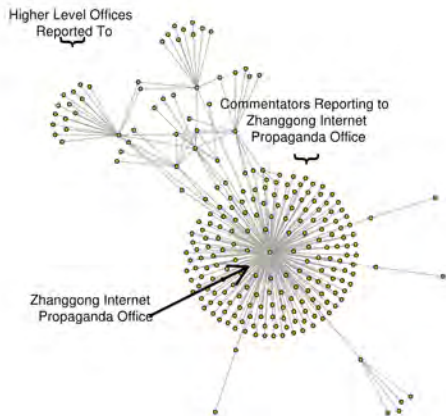 Higher Level Offices
Reported To
Commentators Reporting to
Zhanggong Internet
Propaganda Office
Zhanggong Internet
Propaganda Office